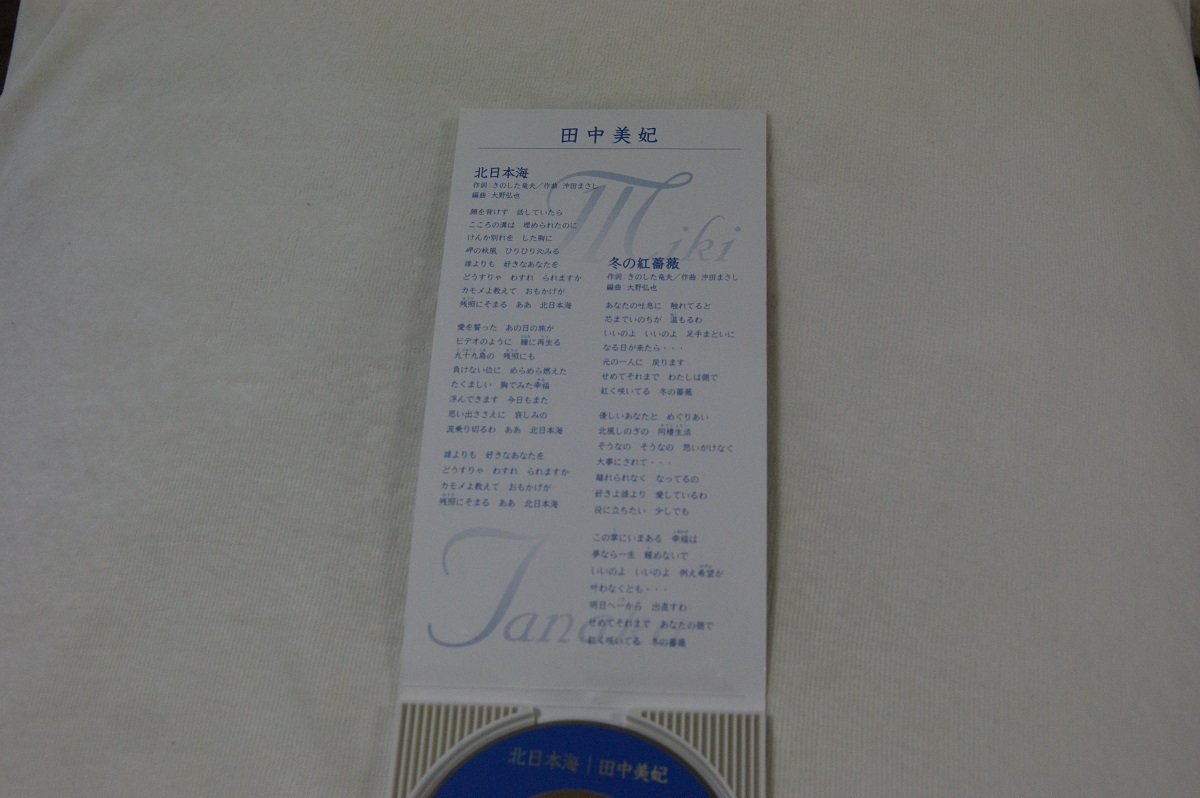 田中美妃
Miki
北日本海
作詞 きのした竜夫／作曲 沖田まさし
編曲 大野弘也
顔を背けず 話していたら
こころの溝は 埋められたのに
けんか別れを した胸に
岬の秋風 ひりひりしみる
誰よりも 好きなあなたを
どうすりゃ わすれ られますか
カモメよ教えて おもかげが
残照にそまる ああ 北日本海
愛を誓った あの日の旅が
ビデオのように 瞳に再生る
九十九島の 残照にも
負けない位に めらめら燃えた
たくましい 胸でみた幸福
浮んできます 今日もまた
思い出ささえに 哀しみの
波乗り切るわ ああ 北日本海
誰よりも 好きなあなたを
どうすりゃ わすれ られますか
カモメよ教えて おもかげが
残照にそまる ああ 北日本海
冬の紅薔薇
作詞 きのした竜夫／作曲 沖田まさし
編曲 大野弘也
あなたの吐息に 触れてると
芯までいのちが 温もるわ
いいのよ いいのよ 足手まといに
なる日が来たら・・・
元の一人に 戻ります
せめてそれまで わたしは側で
紅く咲いてる 冬の薔薇
優しいあなたと めぐりあい
北風しのぎの 同棲生活
そうなの そうなの 思いがけなく
大事にされて・・・
離れられなく なってるの
好きよ誰より 愛しているわ
役に立ちたい 少しでも
この掌にいまある 幸福は
夢なら一生 醒めないで
いいのよ いいのよ 例え希望が
叶わなくとも・・・
明日へ一から 出直すわ
せめてそれまで あなたの側で
紅く咲いてる 冬の薔薇
Tanaka
北日本海｜田中美妃